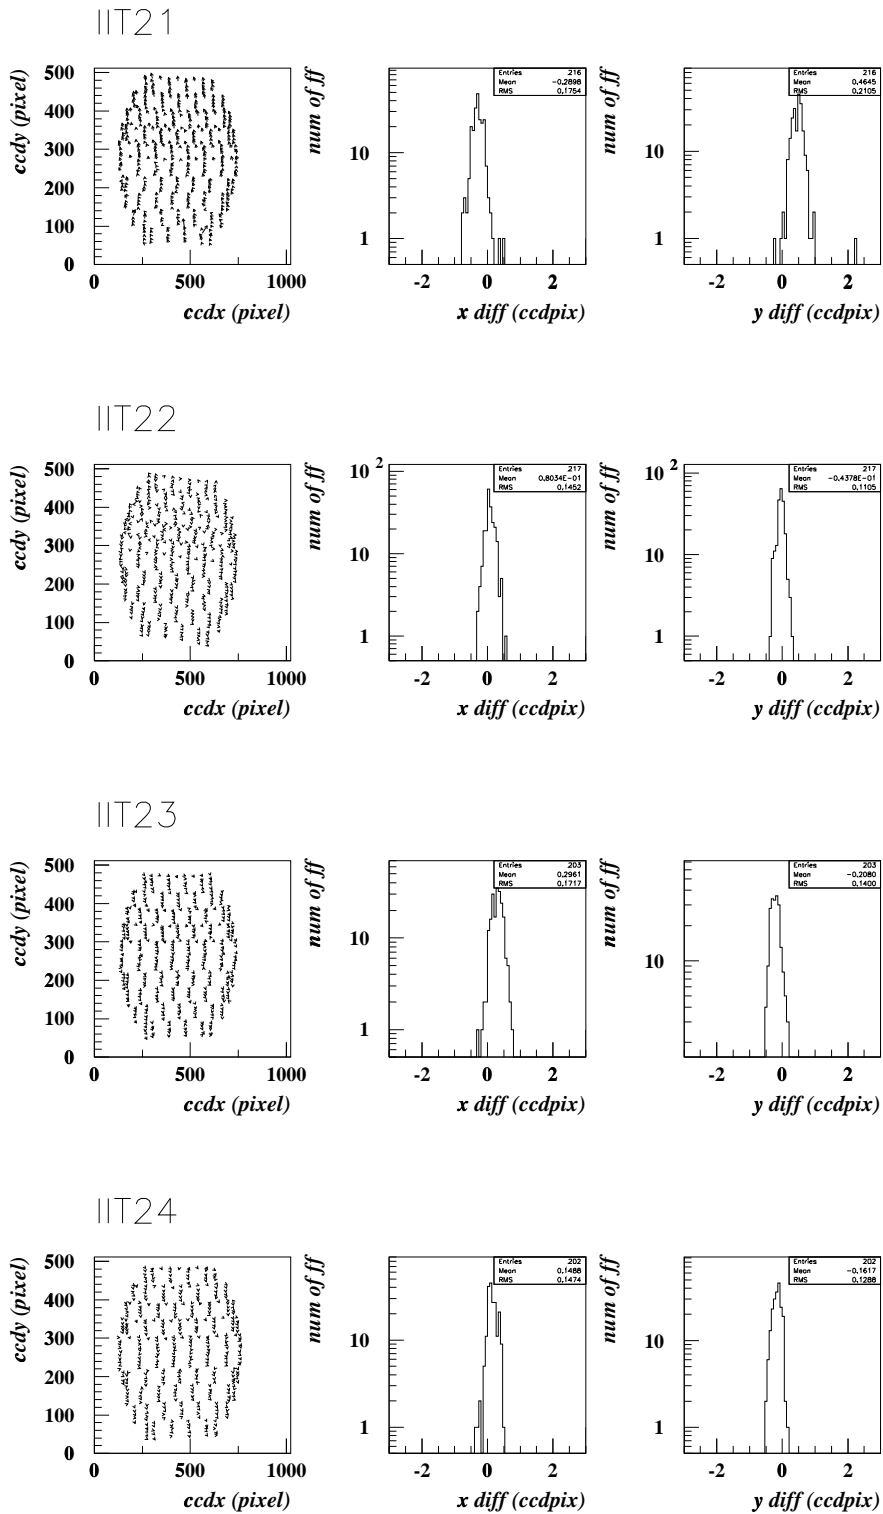 IIT21
ccdy (pixel)
500
400
300
200
100
0
0 500 1000
ccdx (pixel)
num of ff
10
1
Entries 216
Mean -0.2898
RMS 0.1754
-2 0 2
x diff (ccdpix)
num of ff
10
1
Entries 216
Mean 0.4645
RMS 0.2105
-2 0 2
y diff (ccdpix)
IIT22
ccdy (pixel)
500
400
300
200
100
0
0 500 1000
ccdx (pixel)
num of ff
10 2
10
1
Entries 217
Mean 0.8034E-01
RMS 0.1452
-2 0 2
x diff (ccdpix)
num of ff
10 2
10
1
Entries 217
Mean -0.4378E-01
RMS 0.1105
-2 0 2
y diff (ccdpix)
IIT23
ccdy (pixel)
500
400
300
200
100
0
0 500 1000
ccdx (pixel)
num of ff
10
1
Entries 203
Mean 0.2961
RMS 0.1717
-2 0 2
x diff (ccdpix)
num of ff
10
Entries 203
Mean -0.2080
RMS 0.1400
-2 0 2
y diff (ccdpix)
IIT24
ccdy (pixel)
500
400
300
200
100
0
0 500 1000
ccdx (pixel)
num of ff
10
1
Entries 202
Mean 0.1488
RMS 0.1474
-2 0 2
x diff (ccdpix)
num of ff
10
1
Entries 202
Mean -0.1617
RMS 0.1288
-2 0 2
y diff (ccdpix)